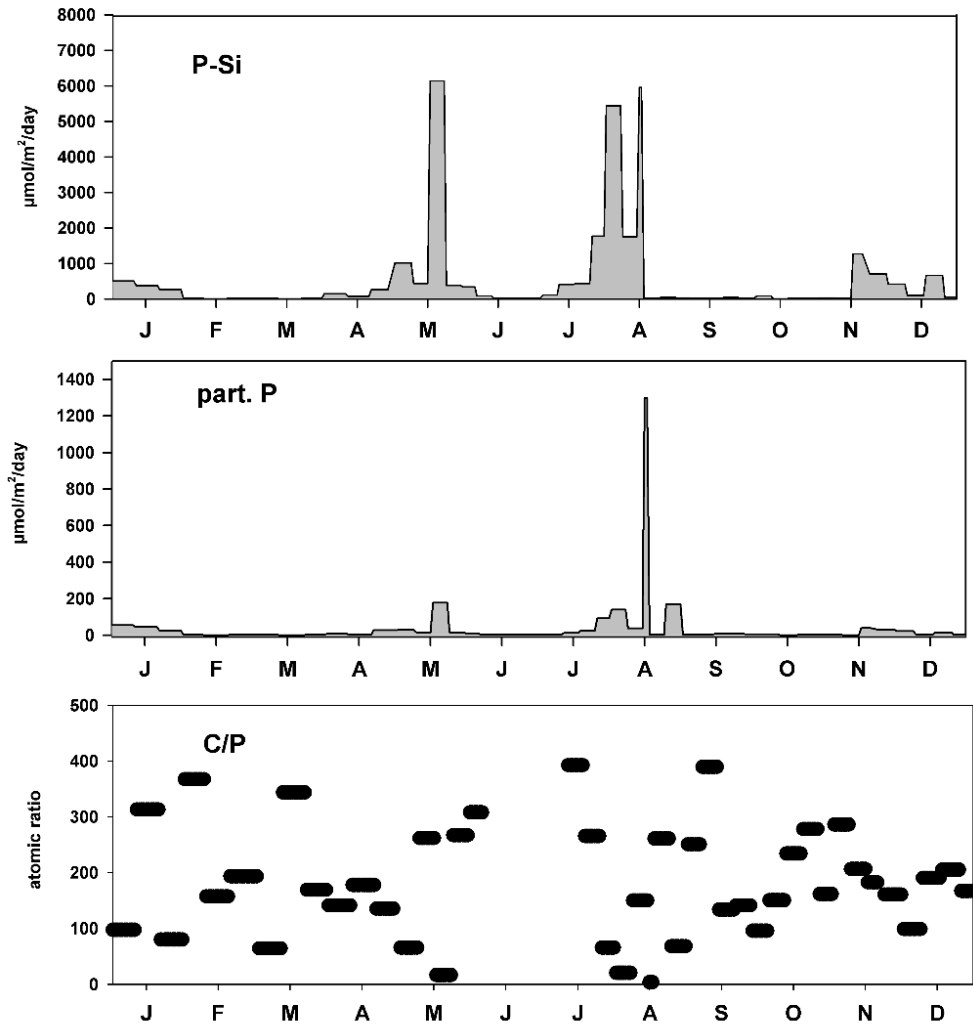 8000
P-Si
7000
6000
5000
4000
3000
2000
1000
0
µmol/m²/day
J F M A M J J A S O N D
1400
part. P
1200
1000
800
600
400
200
0
µmol/m²/day
J F M A M J J A S O N D
500
C/P
400
300
200
100
0
atomic ratio
J F M A M J J A S O N D